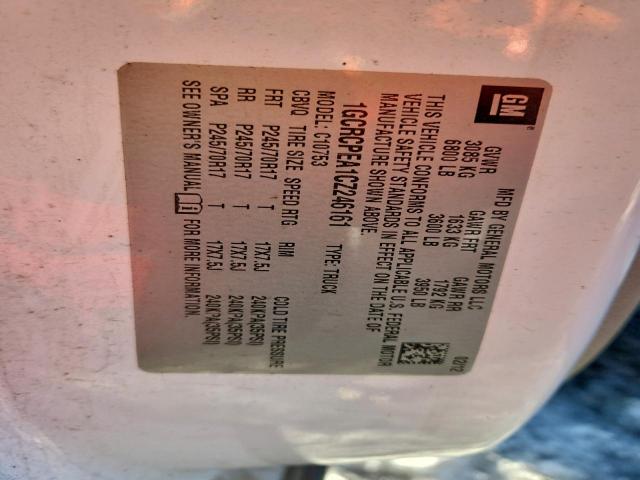 GM®
MFD BY GENERAL MOTORS LLC 02/12
GVWR GAWR FRT GAWR RR
3085 KG 1633 KG 1792 KG
6800 LB 3600 LB 3950 LB
THIS VEHICLE CONFORMS TO ALL APPLICABLE U.S. FEDERAL MOTOR
VEHICLE SAFETY STANDARDS IN EFFECT ON THE DATE OF
MANUFACTURE SHOWN ABOVE.
1GCRCPEA1CZ246161 TYPE: TRUCK
MODEL: C10753
CBVQ TIRE SIZE SPEED RTG RIM COLD TIRE PRESSURE
FRT P245/70R17 T 17X7.5J 240KPA(35PSI)
RR P245/70R17 T 17X7.5J 240KPA(35PSI)
SPA P245/70R17 T 17X7.5J 240KPA(35PSI)
SEE OWNER'S MANUAL FOR MORE INFORMATION.